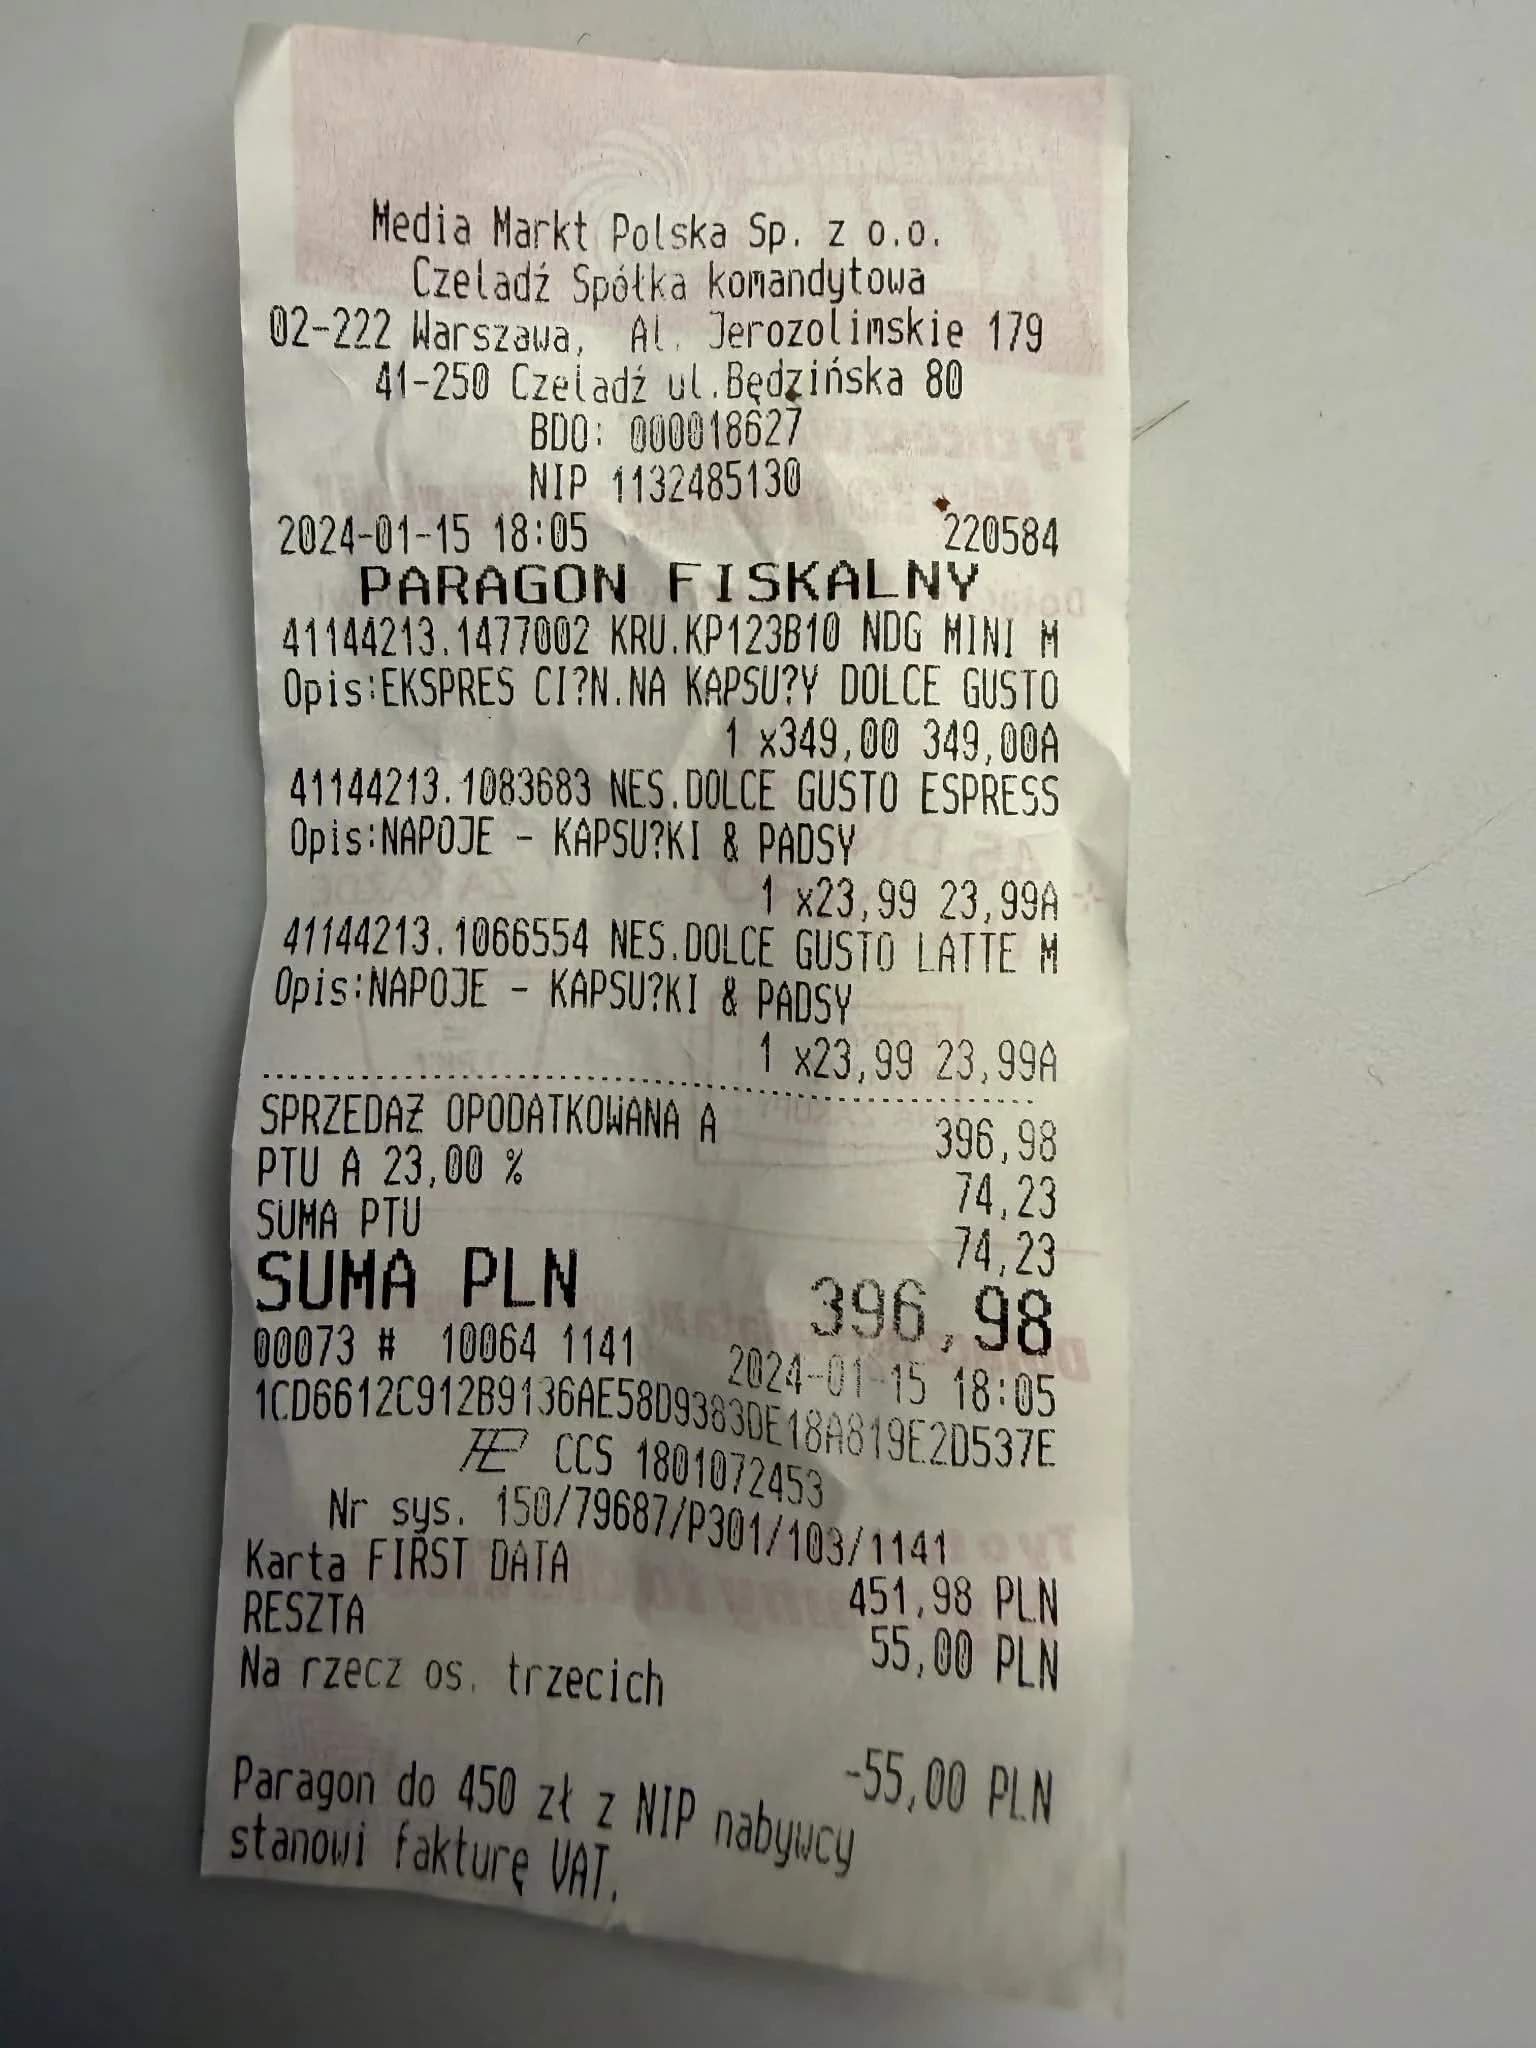 Media Markt Polska Sp. z o.o.
Czeladź Spółka komandytowa
02-222 Warszawa, Al. Jerozolimskie 179
41-250 Czeladź ul.Będzińska 80
BDO: 000018627
NIP 1132485130
2024-01-15 18:05 220584
PARAGON FISKALNY
41144213.1477002 KRU.KP123B10 NDG MINI M
Opis:EKSPRES CI?N.NA KAPSU?Y DOLCE GUSTO
1 x349,00 349,00A
41144213.1083683 NES.DOLCE GUSTO ESPRESS
Opis:NAPOJE - KAPSU?KI & PADSY
1 x23,99 23,99A
41144213.1066554 NES.DOLCE GUSTO LATTE M
Opis:NAPOJE - KAPSU?KI & PADSY
1 x23,99 23,99A
SPRZEDAŻ OPODATKOWANA A 396,98
PTU A 23,00 % 74,23
SUMA PTU 74,23
SUMA PLN 396,98
00073 # 10064 1141 2024-01-15 18:05
1CD6612C912B9136AE58D9383DE18A819E2D537E
CCS 1801072453
Nr sys. 150/79687/P301/103/1141
Karta FIRST DATA 451,98 PLN
RESZTA 55,00 PLN
Na rzecz os. trzecich
-55,00 PLN
Paragon do 450 zł z NIP nabywcy
stanowi fakturę VAT.